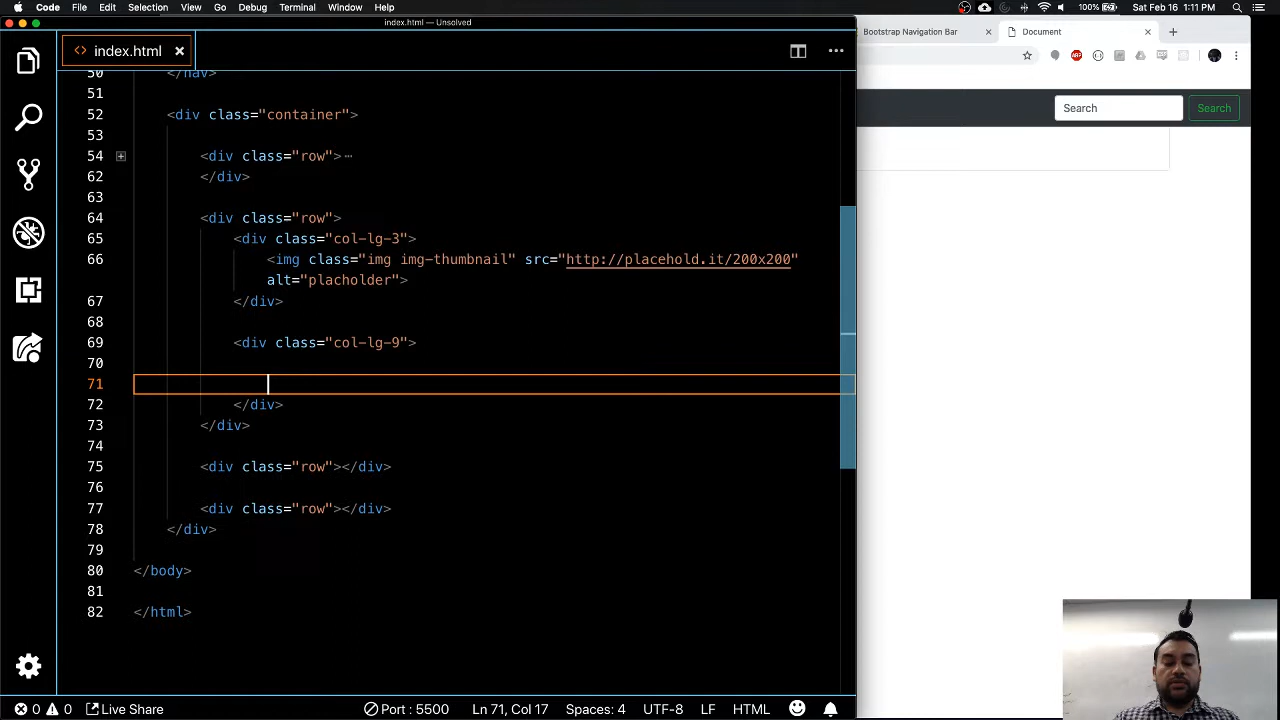 Code File Edit Selection View Go Debug Terminal Window Help 100% Sat Feb 16 1:11 PM
index.html — Unsolved
Bootstrap Navigation Bar Document
<> index.html
50 </nav>
51
52 <div class="container">
53
54 <div class="row">
62 </div>
63
64 <div class="row">
65 <div class="col-lg-3">
66 <img class="img img-thumbnail" src="http://placehold.it/200x200"
alt="placholder">
67 </div>
68
69 <div class="col-lg-9">
70
71
72 </div>
73 </div>
74
75 <div class="row"></div>
76
77 <div class="row"></div>
78 </div>
79
80 </body>
81
82 </html>
ABP
Search Search
0 0 Live Share Port : 5500 Ln 71, Col 17 Spaces: 4 UTF-8 LF HTML